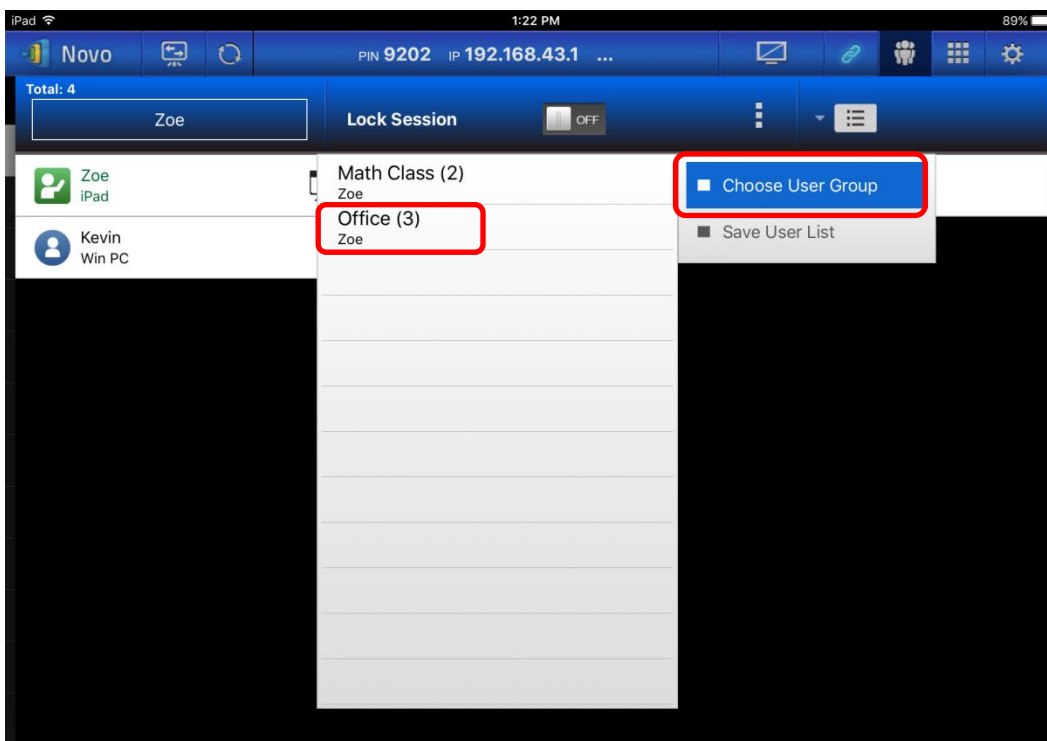 iPad 1:22 PM 89%
Novo PIN 9202 IP 192.168.43.1 ...
Total: 4
Zoe Lock Session OFF
Zoe
iPad
Kevin
Win PC
Math Class (2)
Zoe
Office (3)
Zoe
Choose User Group
Save User List